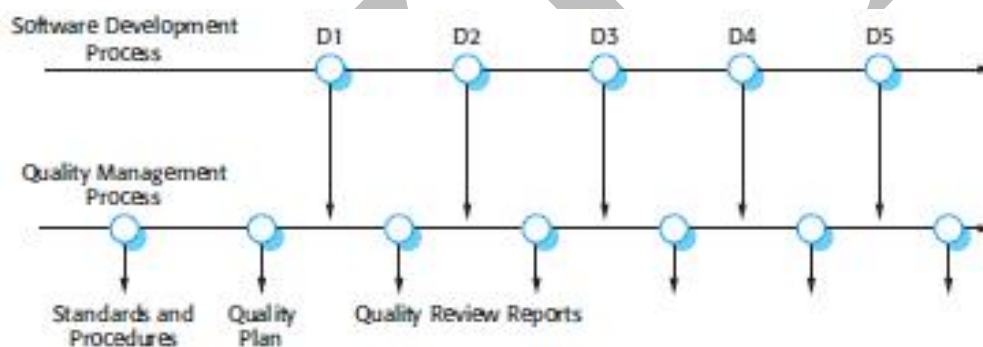 Software Development
Process
D1 D2 D3 D4 D5
Quality Management
Process
Standards and
Procedures
Quality
Plan
Quality Review Reports